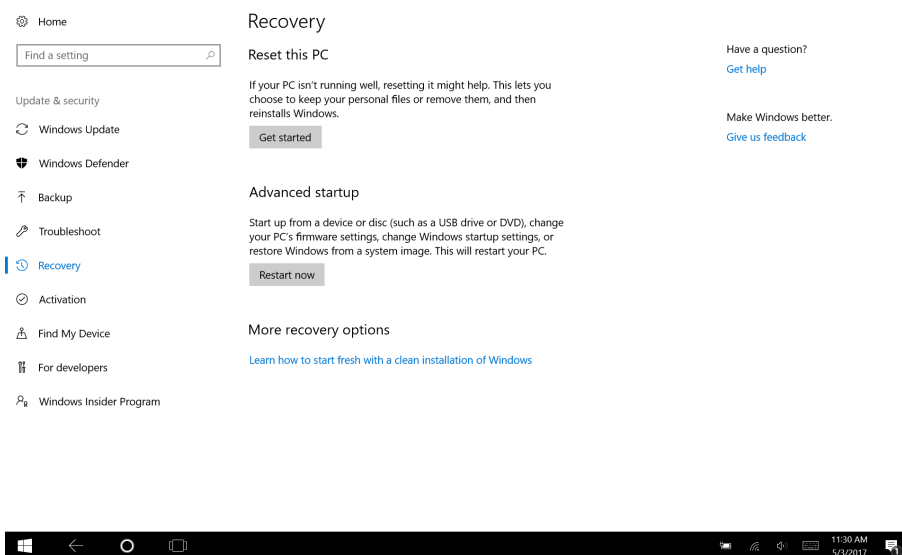 Home
Find a setting
Update & security
Windows Update
Windows Defender
Backup
Troubleshoot
Recovery
Activation
Find My Device
For developers
Windows Insider Program
Recovery
Reset this PC
If your PC isn't running well, resetting it might help. This lets you
choose to keep your personal files or remove them, and then
reinstalls Windows.
Get started
Advanced startup
Start up from a device or disc (such as a USB drive or DVD), change
your PC's firmware settings, change Windows startup settings, or
restore Windows from a system image. This will restart your PC.
Restart now
More recovery options
Learn how to start fresh with a clean installation of Windows
Have a question?
Get help
Make Windows better.
Give us feedback
11:30 AM
5/3/2017